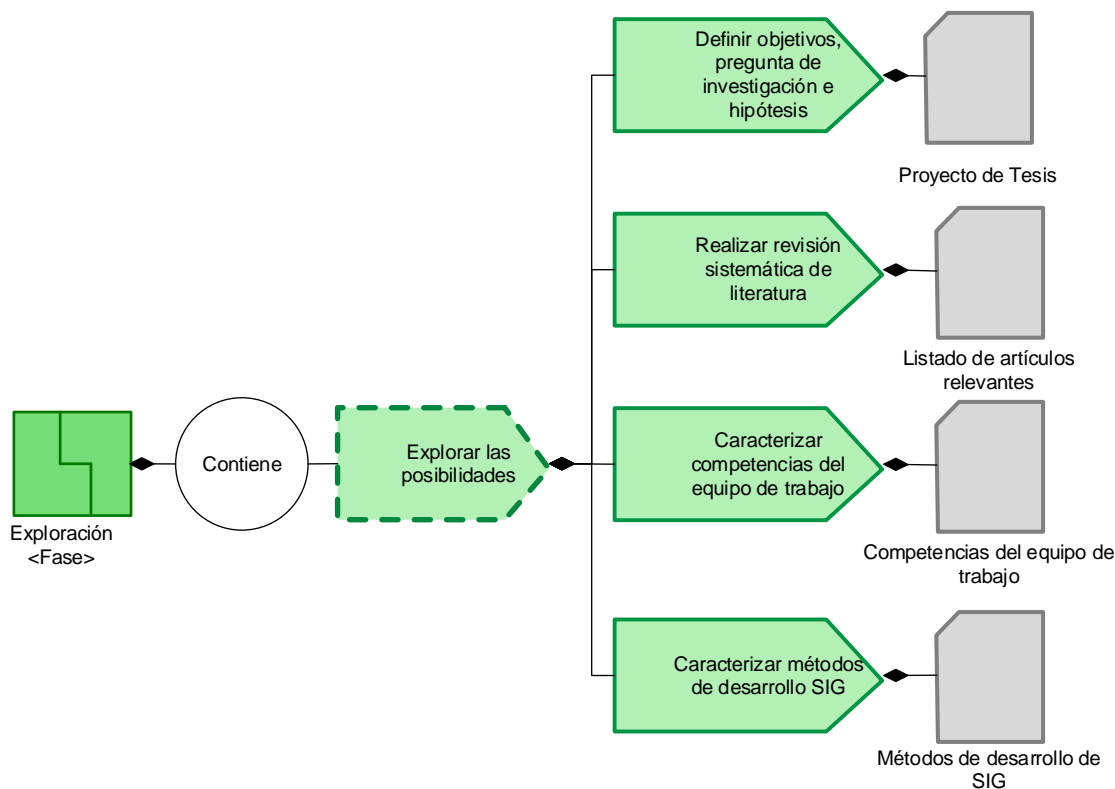 Exploración
<Fase>
Contiene
Explorar las
posibilidades
Definir objetivos,
pregunta de
investigación e
hipótesis
Proyecto de Tesis
Realizar revisión
sistemática de
literatura
Listado de artículos
relevantes
Caracterizar
competencias del
equipo de trabajo
Competencias del equipo de
trabajo
Caracterizar métodos
de desarrollo SIG
Métodos de desarrollo de
SIG